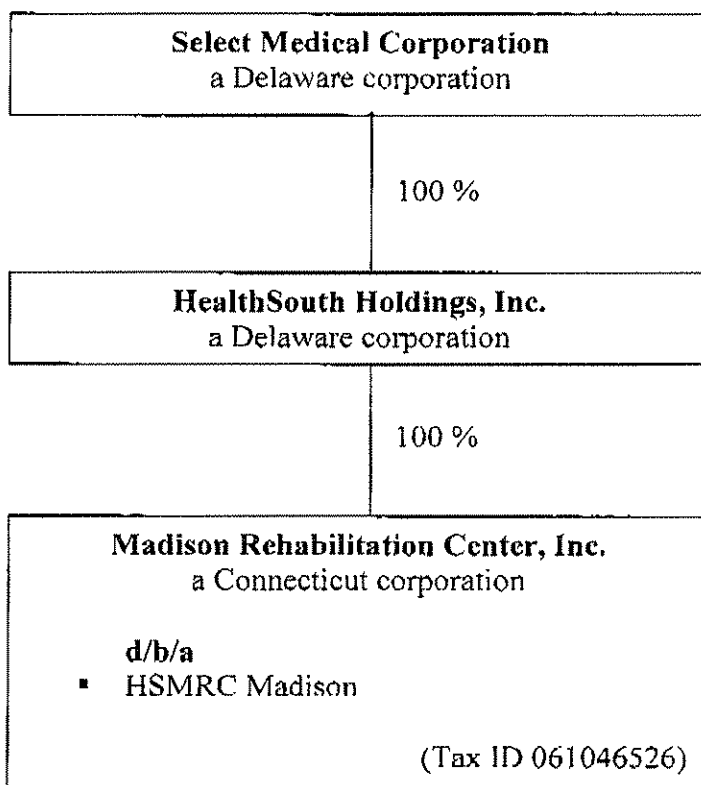 Select Medical Corporation
a Delaware corporation
100 %
HealthSouth Holdings, Inc.
a Delaware corporation
100 %
Madison Rehabilitation Center, Inc.
a Connecticut corporation
d/b/a
▪ HSMRC Madison
(Tax ID 061046526)